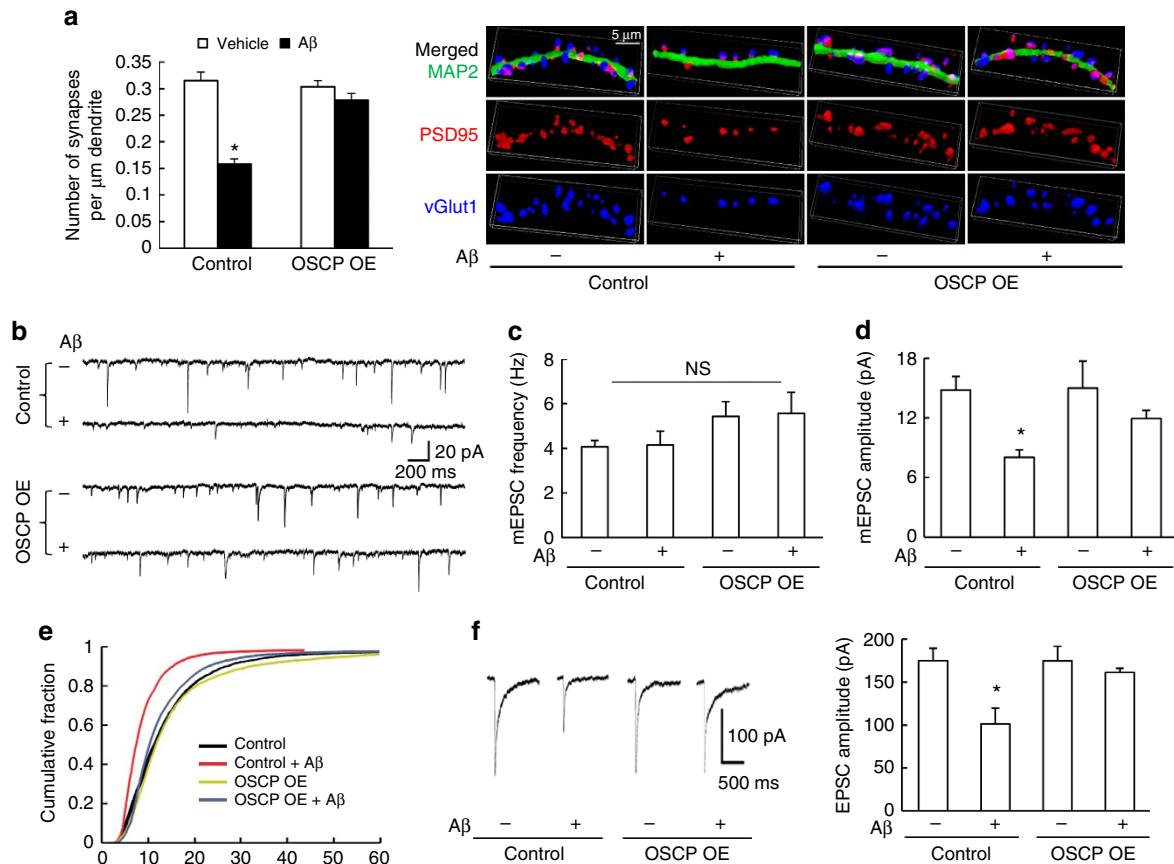 a
Vehicle Aβ
Number of synapses
per μm dendrite
0.35
0.3
0.25
0.2
0.15
0.1
0.05
0
Control OSCP OE
Merged
MAP2
5 μm
PSD95
vGlut1
Aβ − + − +
Control OSCP OE
b
Aβ
Control
−
+
20 pA
200 ms
OSCP OE
−
+
c
mEPSC frequency (Hz)
8
6
4
2
0
NS
Aβ − + − +
Control OSCP OE
d
mEPSC amplitude (pA)
18
12
6
0
*
Aβ − + − +
Control OSCP OE
e
Cumulative fraction
1
0.8
0.6
0.4
0.2
0
0 10 20 30 40 50 60
Control
Control + Aβ
OSCP OE
OSCP OE + Aβ
f
100 pA
500 ms
Aβ − + − +
Control OSCP OE
EPSC amplitude (pA)
200
150
100
50
0
*
Aβ − + − +
Control OSCP OE